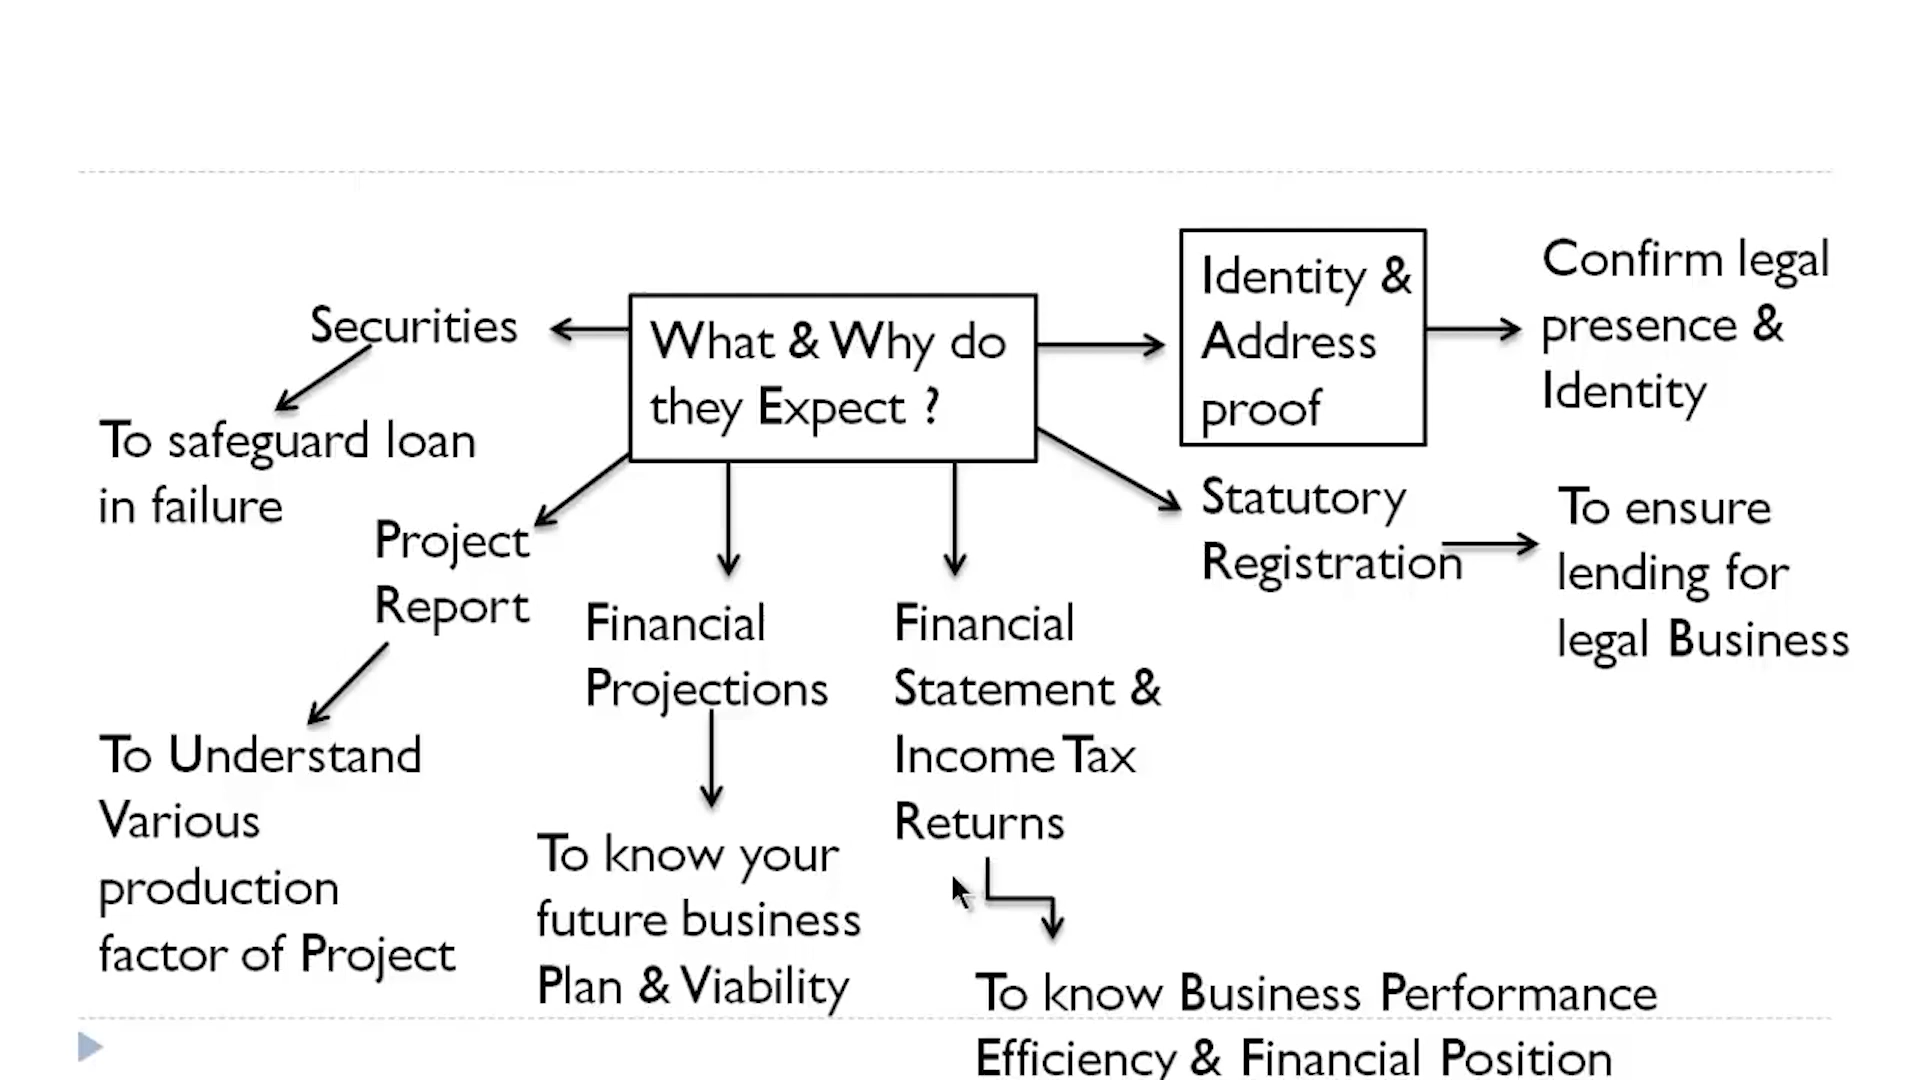 What & Why do
they Expect ?
Identity &
Address
proof
Confirm legal
presence &
Identity
Statutory
Registration
To ensure
lending for
legal Business
Securities
To safeguard loan
in failure
Project
Report
To Understand
Various
production
factor of Project
Financial
Projections
To know your
future business
Plan & Viability
Financial
Statement &
Income Tax
Returns
To know Business Performance
Efficiency & Financial Position